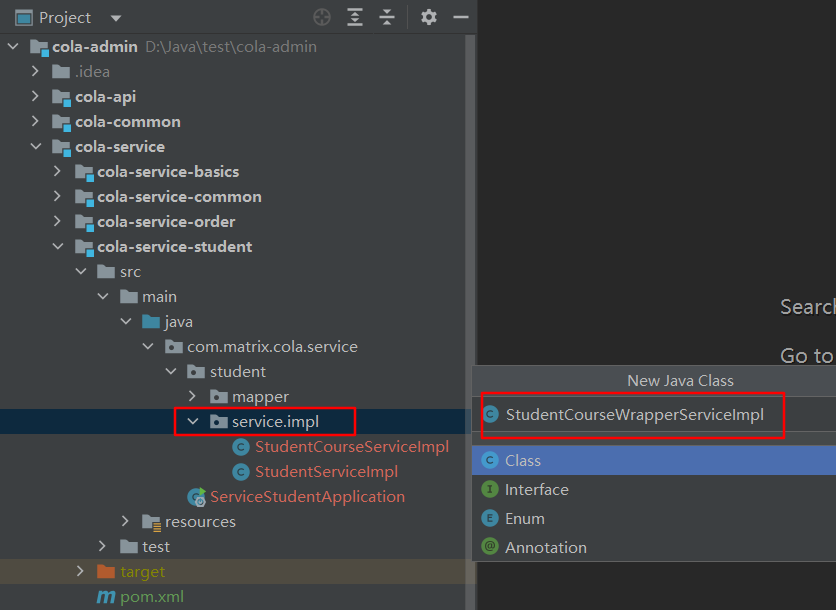 Project
cola-admin D:\Java\test\cola-admin
.idea
cola-api
cola-common
cola-service
cola-service-basics
cola-service-common
cola-service-order
cola-service-student
src
main
java
com.matrix.cola.service
student
mapper
service.impl
StudentCourseServiceImpl
StudentServiceImpl
ServiceStudentApplication
resources
test
target
pom.xml
Search
Go to
New Java Class
StudentCourseWrapperServiceImpl
Class
Interface
Enum
Annotation